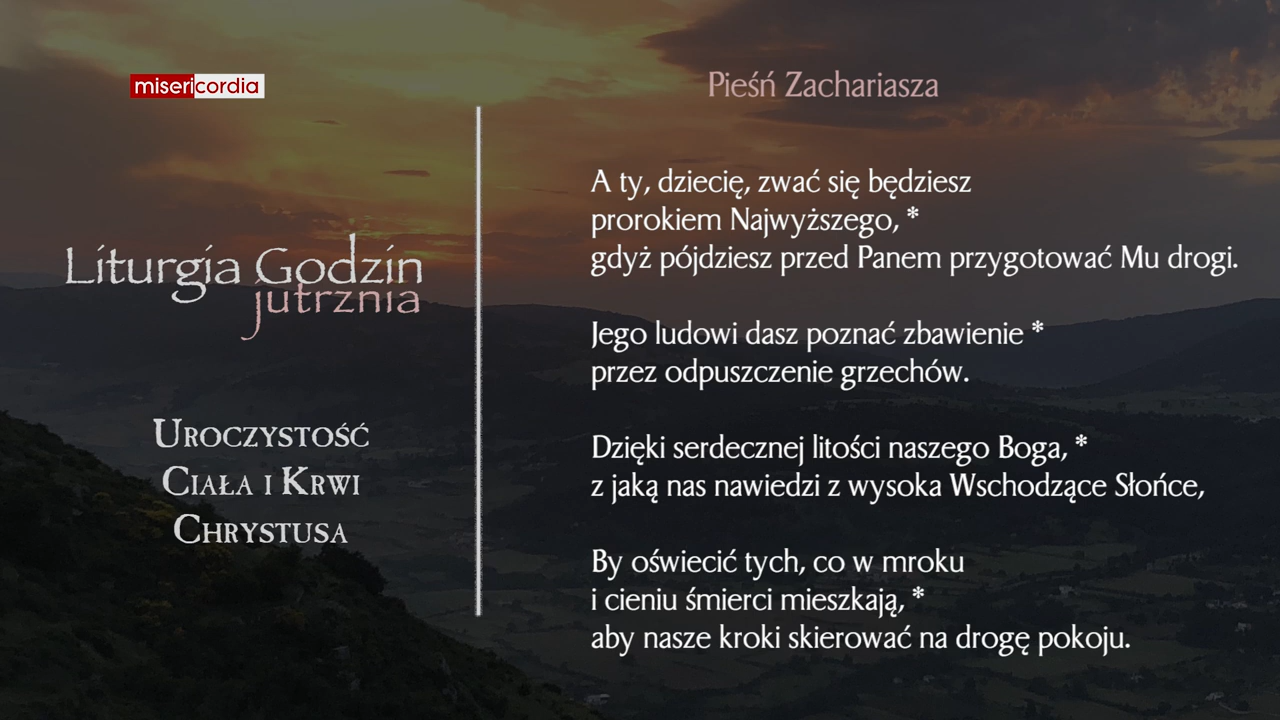 misericordia
Liturgia Godzin
jutrznia
Uroczystość
Ciała i Krwi
Chrystusa
Pieśń Zachariasza
A ty, dziecię, zwać się będziesz
prorokiem Najwyższego, *
gdyż pójdziesz przed Panem przygotować Mu drogi.
Jego ludowi dasz poznać zbawienie *
przez odpuszczenie grzechów.
Dzięki serdecznej litości naszego Boga, *
z jaką nas nawiedzi z wysoka Wschodzące Słońce,
By oświecić tych, co w mroku
i cieniu śmierci mieszkają, *
aby nasze kroki skierować na drogę pokoju.